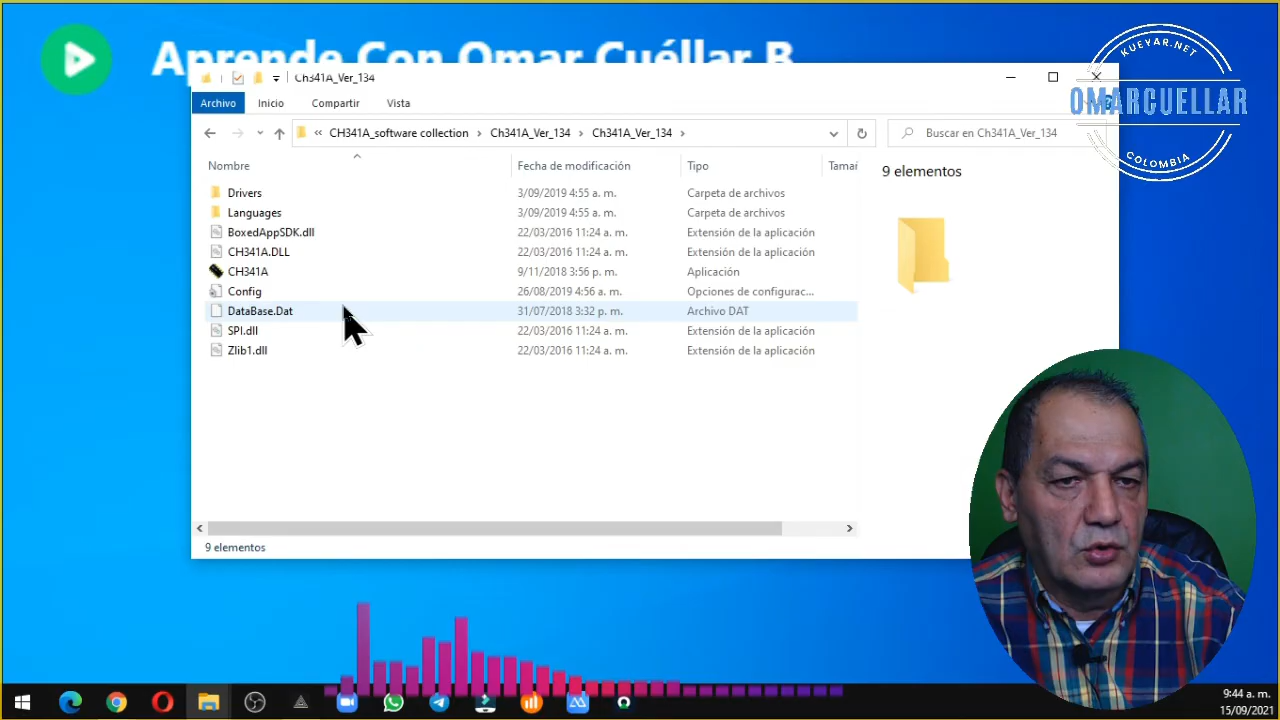 Aprende Con Omar Cuéllar B
KUEYAR.NET
OMARCUELLAR
COLOMBIA
Ch341A_Ver_134
Archivo Inicio Compartir Vista
« CH341A_software collection › Ch341A_Ver_134 › Ch341A_Ver_134 ›
Buscar en Ch341A_Ver_134
Nombre Fecha de modificación Tipo Tamañ
9 elementos
Drivers 3/09/2019 4:55 a. m. Carpeta de archivos
Languages 3/09/2019 4:55 a. m. Carpeta de archivos
BoxedAppSDK.dll 22/03/2016 11:24 a. m. Extensión de la aplicación
CH341A.DLL 22/03/2016 11:24 a. m. Extensión de la aplicación
CH341A 9/11/2018 3:56 p. m. Aplicación
Config 26/08/2019 4:56 a. m. Opciones de configurac...
DataBase.Dat 31/07/2018 3:32 p. m. Archivo DAT
SPI.dll 22/03/2016 11:24 a. m. Extensión de la aplicación
Zlib1.dll 22/03/2016 11:24 a. m. Extensión de la aplicación
9 elementos
9:44 a. m.
15/09/2021